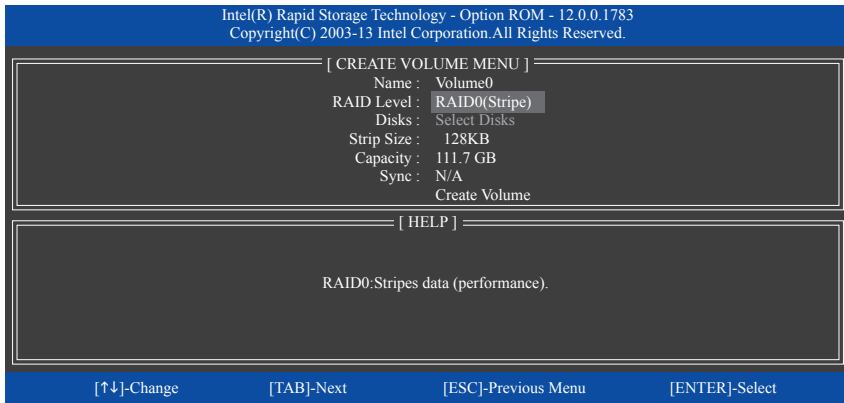 Intel(R) Rapid Storage Technology - Option ROM - 12.0.0.1783
Copyright(C) 2003-13 Intel Corporation.All Rights Reserved.
[ CREATE VOLUME MENU ]
Name : Volume0
RAID Level : RAID0(Stripe)
Disks : Select Disks
Strip Size : 128KB
Capacity : 111.7 GB
Sync : N/A
Create Volume
[ HELP ]
RAID0:Stripes data (performance).
[↑↓]-Change [TAB]-Next [ESC]-Previous Menu [ENTER]-Select